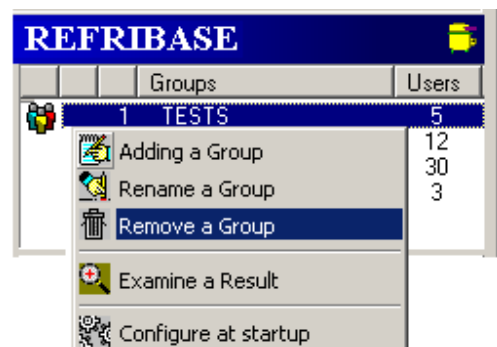 REFRIBASE
Groups Users
1 TESTS 5
12
Adding a Group
30
Rename a Group
3
Remove a Group
Examine a Result
Configure at startup